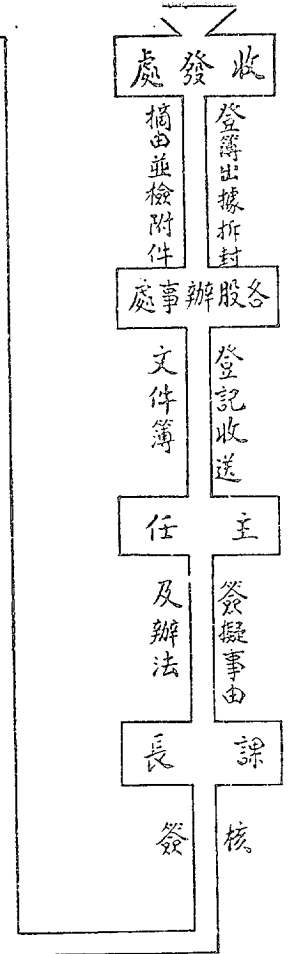 收發處
登簿出據拆封
摘由並檢附件
各股辦事處
登記收送
文件簿
主任
簽擬事由
及辦法
課長
核
簽